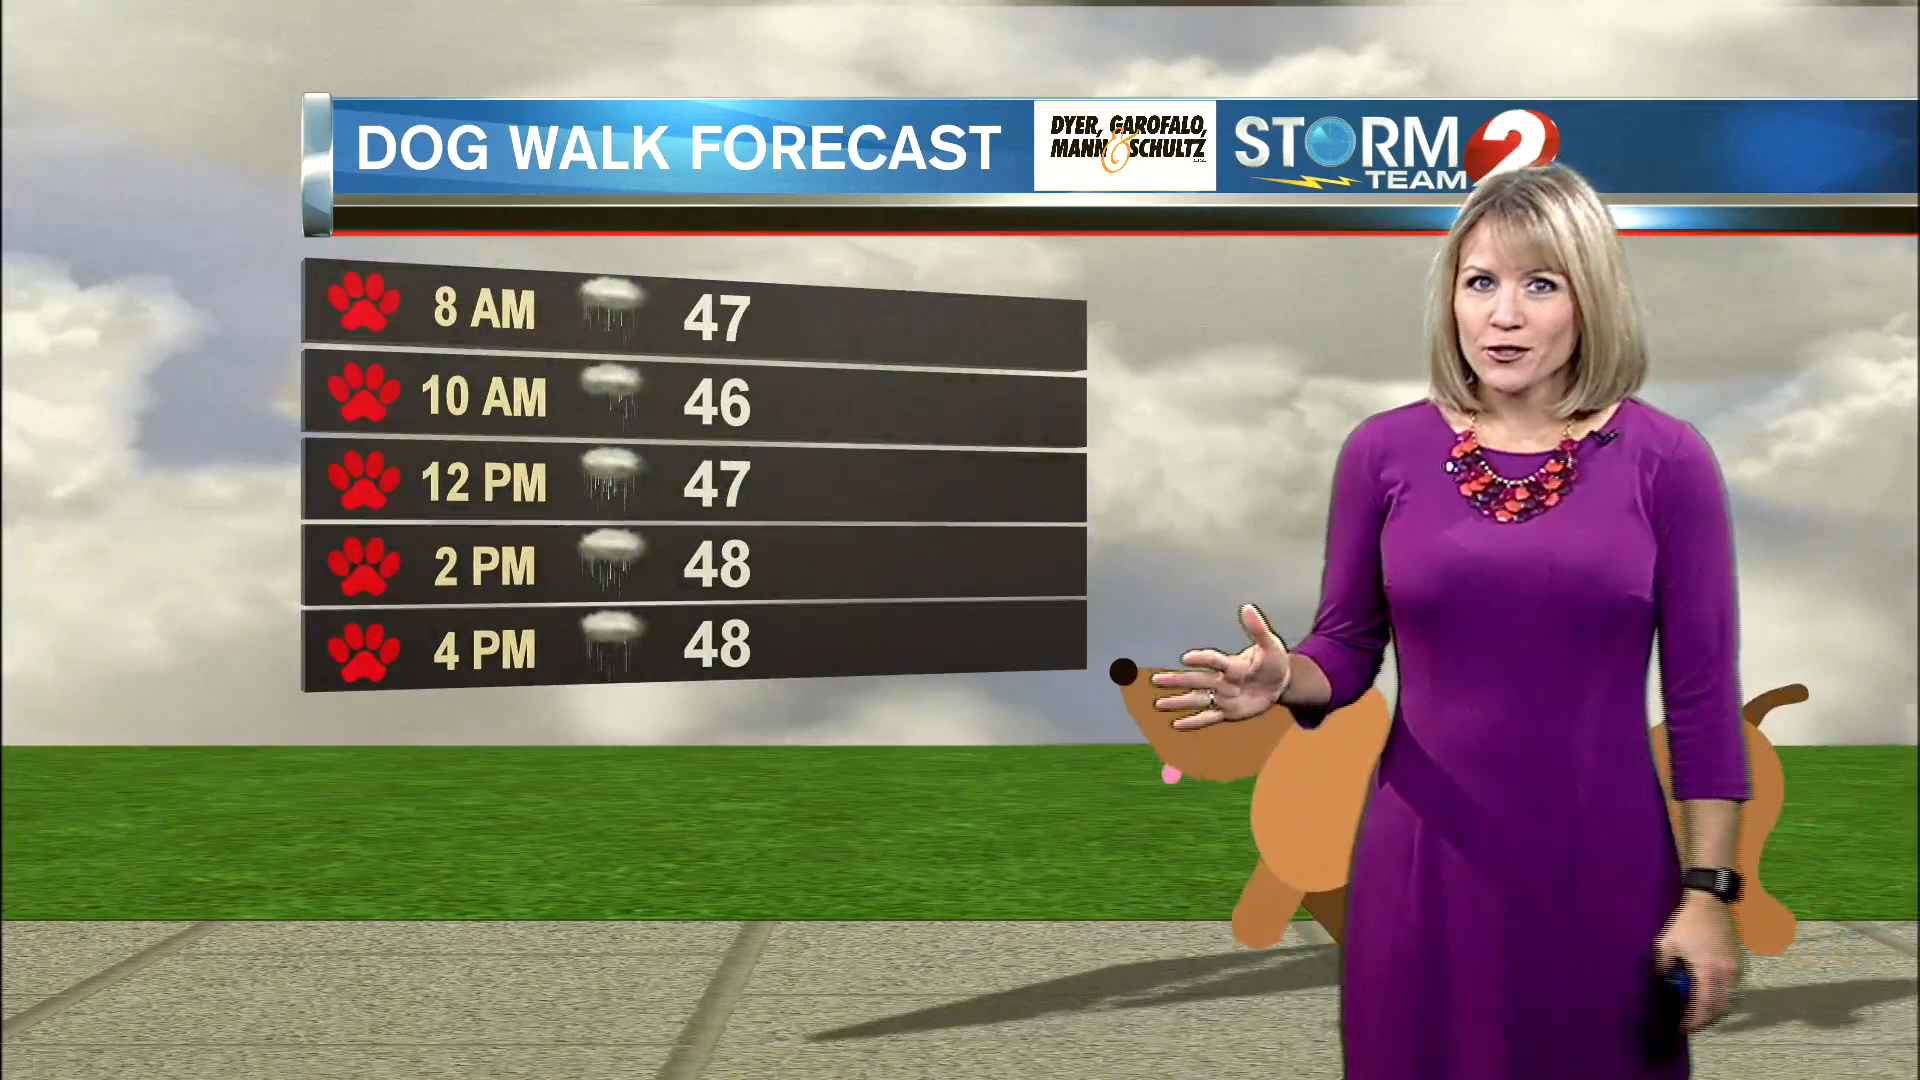 DOG WALK FORECAST
DYER, GAROFALO,
MANN & SCHULTZ
STORM
TEAM 2
8 AM 47
10 AM 46
12 PM 47
2 PM 48
4 PM 48